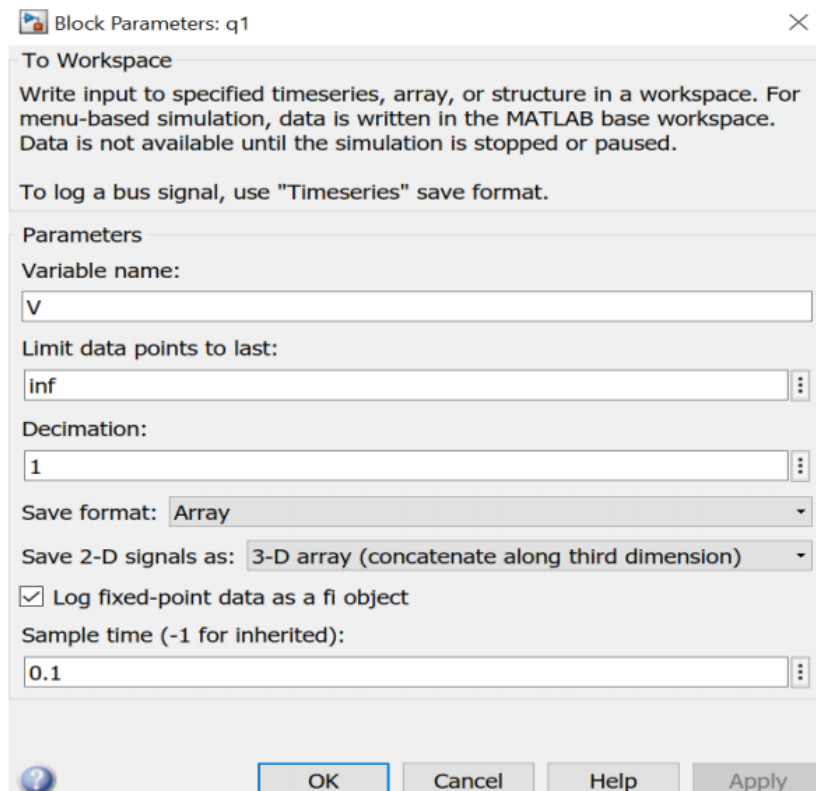 Block Parameters: q1
To Workspace
Write input to specified timeseries, array, or structure in a workspace. For
menu-based simulation, data is written in the MATLAB base workspace.
Data is not available until the simulation is stopped or paused.
To log a bus signal, use "Timeseries" save format.
Parameters
Variable name:
V
Limit data points to last:
inf
Decimation:
1
Save format: Array
Save 2-D signals as: 3-D array (concatenate along third dimension)
Log fixed-point data as a fi object
Sample time (-1 for inherited):
0.1
? OK Cancel Help Apply